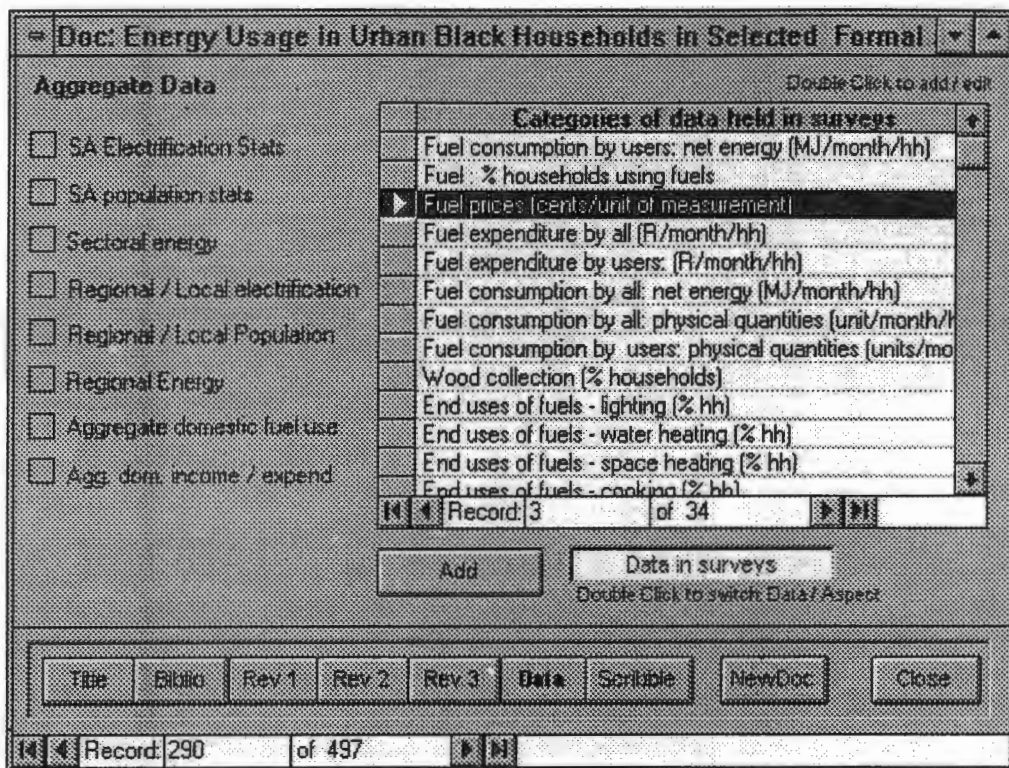 Doc: Energy Usage in Urban Black Households in Selected Formal
Aggregate Data
SA Electrification Stats
SA population stats
Sectoral energy
Regional / Local electrification
Regional / Local Population
Regional Energy
Aggregate domestic fuel use
Agg. dom. income / expend
Double Click to add / edit
Categories of data held in surveys
Fuel consumption by users: net energy (MJ/month/hh)
Fuel : % households using fuels
Fuel prices (cents/unit of measurement)
Fuel expenditure by all (R/month/hh)
Fuel expenditure by users: (R/month/hh)
Fuel consumption by all: net energy (MJ/month/hh)
Fuel consumption by all: physical quantities (unit/month/h
Fuel consumption by users: physical quantities (units/mo
Wood collection (% households)
End uses of fuels - lighting (% hh)
End uses of fuels - water heating (% hh)
End uses of fuels - space heating (% hh)
End uses of fuels - cooking (% hh)
Record: 3 of 34
Add
Data in surveys
Double Click to switch: Data / Aspect
Title Biblio Rev 1 Rev 2 Rev 3 Data Scribble NewDoc Close
Record: 290 of 497